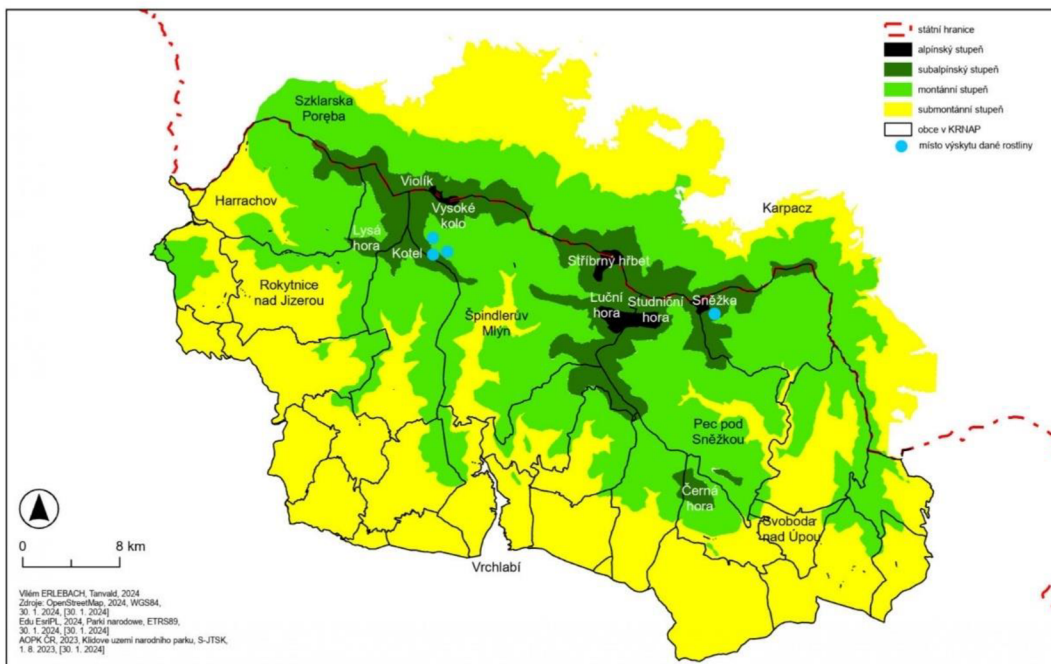 státní hranice
alpínský stupeň
subalpínský stupeň
montánní stupeň
submontánní stupeň
obce v KRNAP
místo výskytu dané rostliny
Szklarska
Poręba
Violík
Harrachov
Vysoké
kolo
Karpacz
Lysá
hora
Kotel
Stříbrný hřbet
Rokytnice
nad Jizerou
Luční
hora
Studniční
hora
Sněžka
Špindlerův
Mlýn
Pec pod
Sněžkou
Černá
hora
Svoboda
nad Úpou
Vrchlabí
0 8 km
Vilém ERLEBACH, Tanvald, 2024
Zdroje: OpenStreetMap, 2024, WGS84,
30. 1. 2024, [30. 1. 2024]
Edu EsriPL, 2024, Parki narodowe, ETRS89,
30. 1. 2024, [30. 1. 2024]
AOPK ČR, 2023, Klidove uzemi narodniho parku, S-JTSK,
1. 8. 2023, [30. 1. 2024]